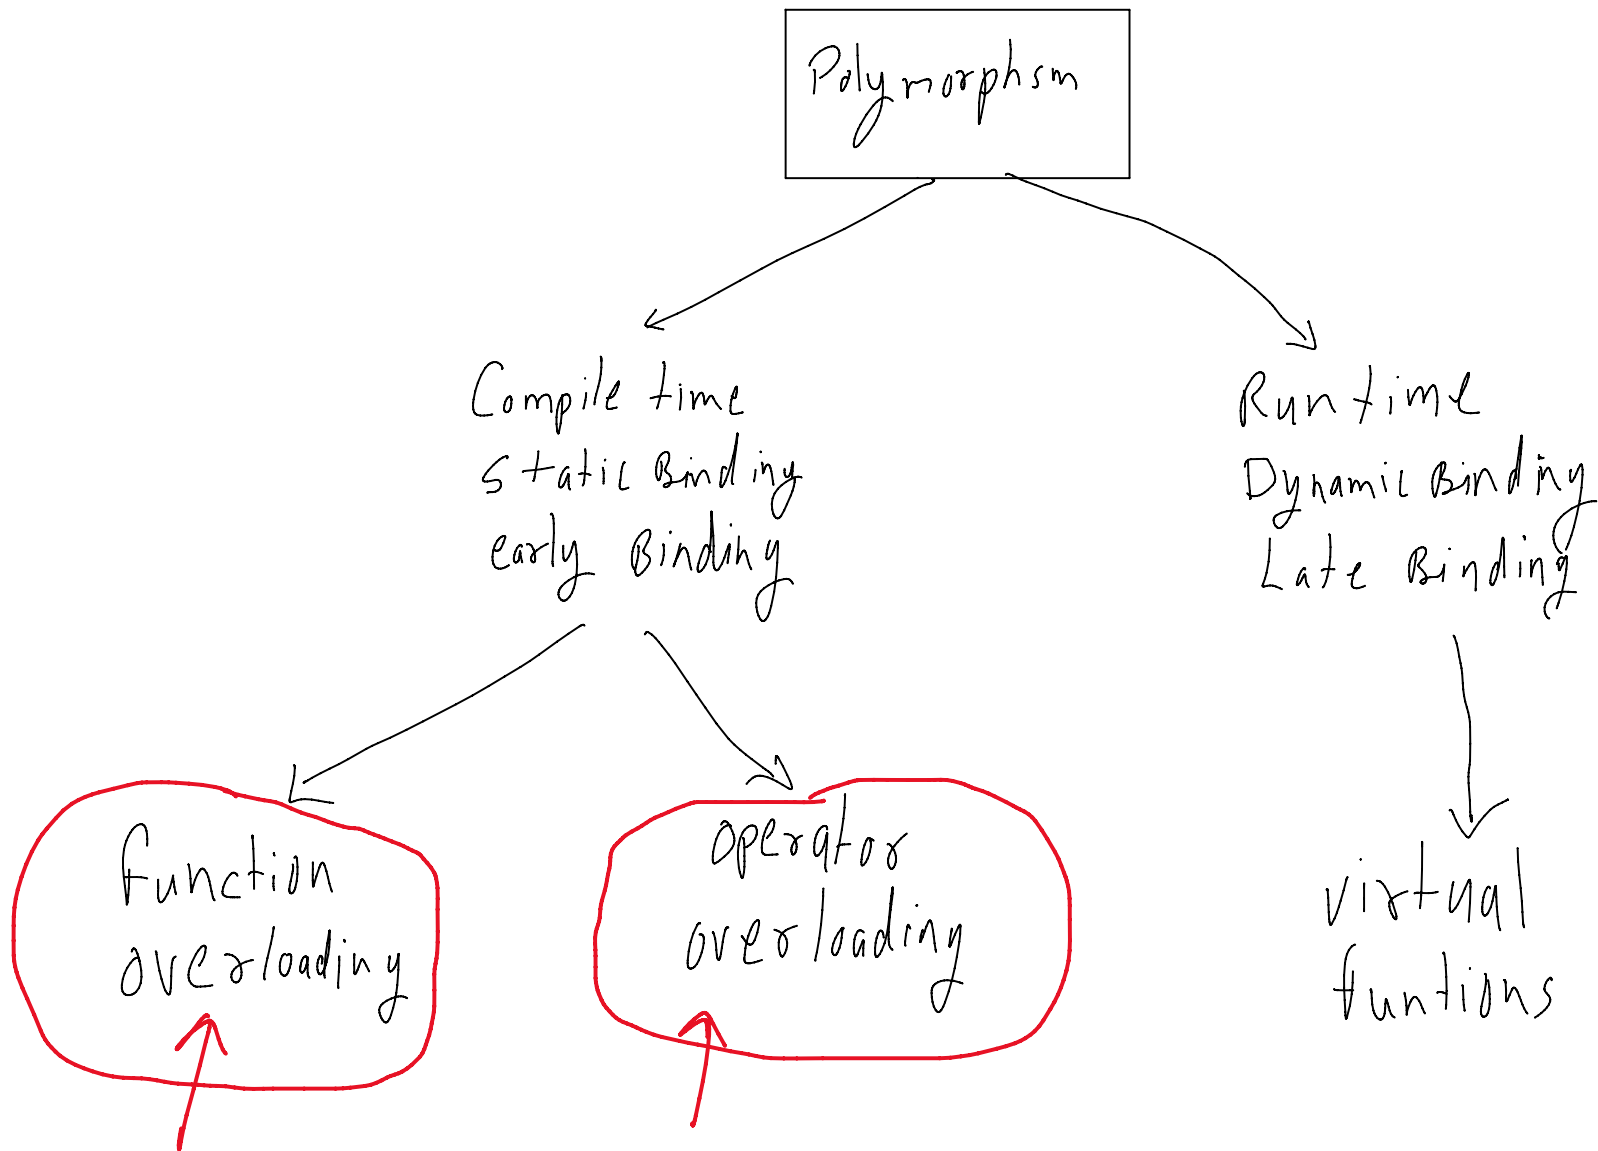 Polymorphsm
Compile time
Static Binding
early Binding
Runtime
Dynamic Binding
Late Binding
function
overloading
operator
overloading
virtual
funtions